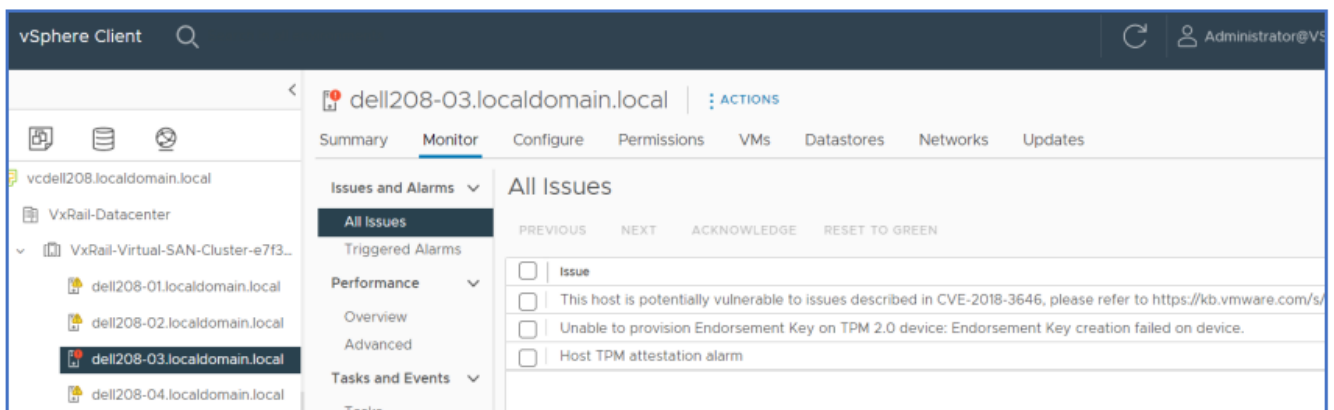 vSphere Client
Administrator@VS
dell208-03.localdomain.local
ACTIONS
Summary Monitor Configure Permissions VMs Datastores Networks Updates
vcdell208.localdomain.local
VxRail-Datacenter
VxRail-Virtual-SAN-Cluster-e7f3...
dell208-01.localdomain.local
dell208-02.localdomain.local
dell208-03.localdomain.local
dell208-04.localdomain.local
Issues and Alarms
All Issues
Triggered Alarms
Performance
Overview
Advanced
Tasks and Events
Tasks
All Issues
PREVIOUS NEXT ACKNOWLEDGE RESET TO GREEN
Issue
This host is potentially vulnerable to issues described in CVE-2018-3646, please refer to https://kb.vmware.com/s/
Unable to provision Endorsement Key on TPM 2.0 device: Endorsement Key creation failed on device.
Host TPM attestation alarm